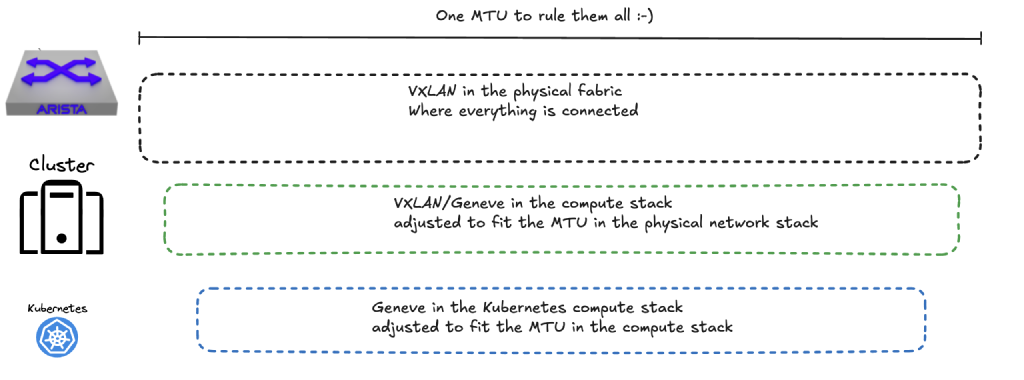 One MTU to rule them all :-)
ARISTA
VXLAN in the physical fabric
Where everything is connected
Cluster
VXLAN/Geneve in the compute stack
adjusted to fit the MTU in the physical network stack
Kubernetes
Geneve in the Kubernetes compute stack
adjusted to fit the MTU in the compute stack